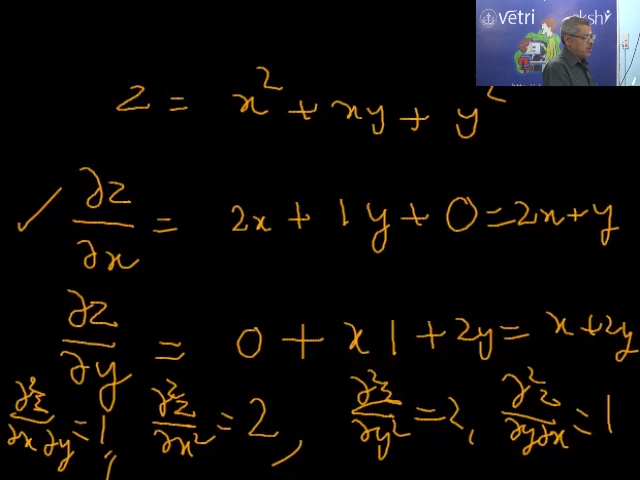 vetri
z = x² + xy + y²
✓ ∂z/∂x = 2x + 1y + 0 = 2x + y
∂z/∂y = 0 + x1 + 2y = x + 2y
∂²z/∂x∂y = 1, ∂²z/∂x² = 2, ∂²z/∂y² = 2, ∂²z/∂y∂x = 1